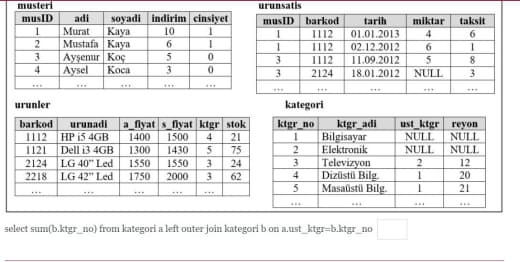 musteri
musID adi soyadi indirim cinsiyet
1 Murat Kaya 10 1
2 Mustafa Kaya 6 1
3 Ayşenur Koç 5 0
4 Aysel Koca 3 0
... ... ... ... ...
urunsatis
musID barkod tarih miktar taksit
1 1112 01.01.2013 4 6
1 1112 02.12.2012 6 1
3 1112 11.09.2012 5 8
3 2124 18.01.2012 NULL 3
... ... ... ... ...
urunler
barkod urunadi a_fiyat s_fiyat ktgr stok
1112 HP i5 4GB 1400 1500 4 21
1121 Dell i3 4GB 1300 1430 5 75
2124 LG 40" Led 1550 1550 3 24
2218 LG 42" Led 1750 2000 3 62
... ... ... ... ... ...
kategori
ktgr_no ktgr_adi ust_ktgr reyon
1 Bilgisayar NULL NULL
2 Elektronik NULL NULL
3 Televizyon 2 12
4 Dizüstü Bilg. 1 20
5 Masaüstü Bilg. 1 21
... ... ... ...
select sum(b.ktgr_no) from kategori a left outer join kategori b on a.ust_ktgr=b.ktgr_no